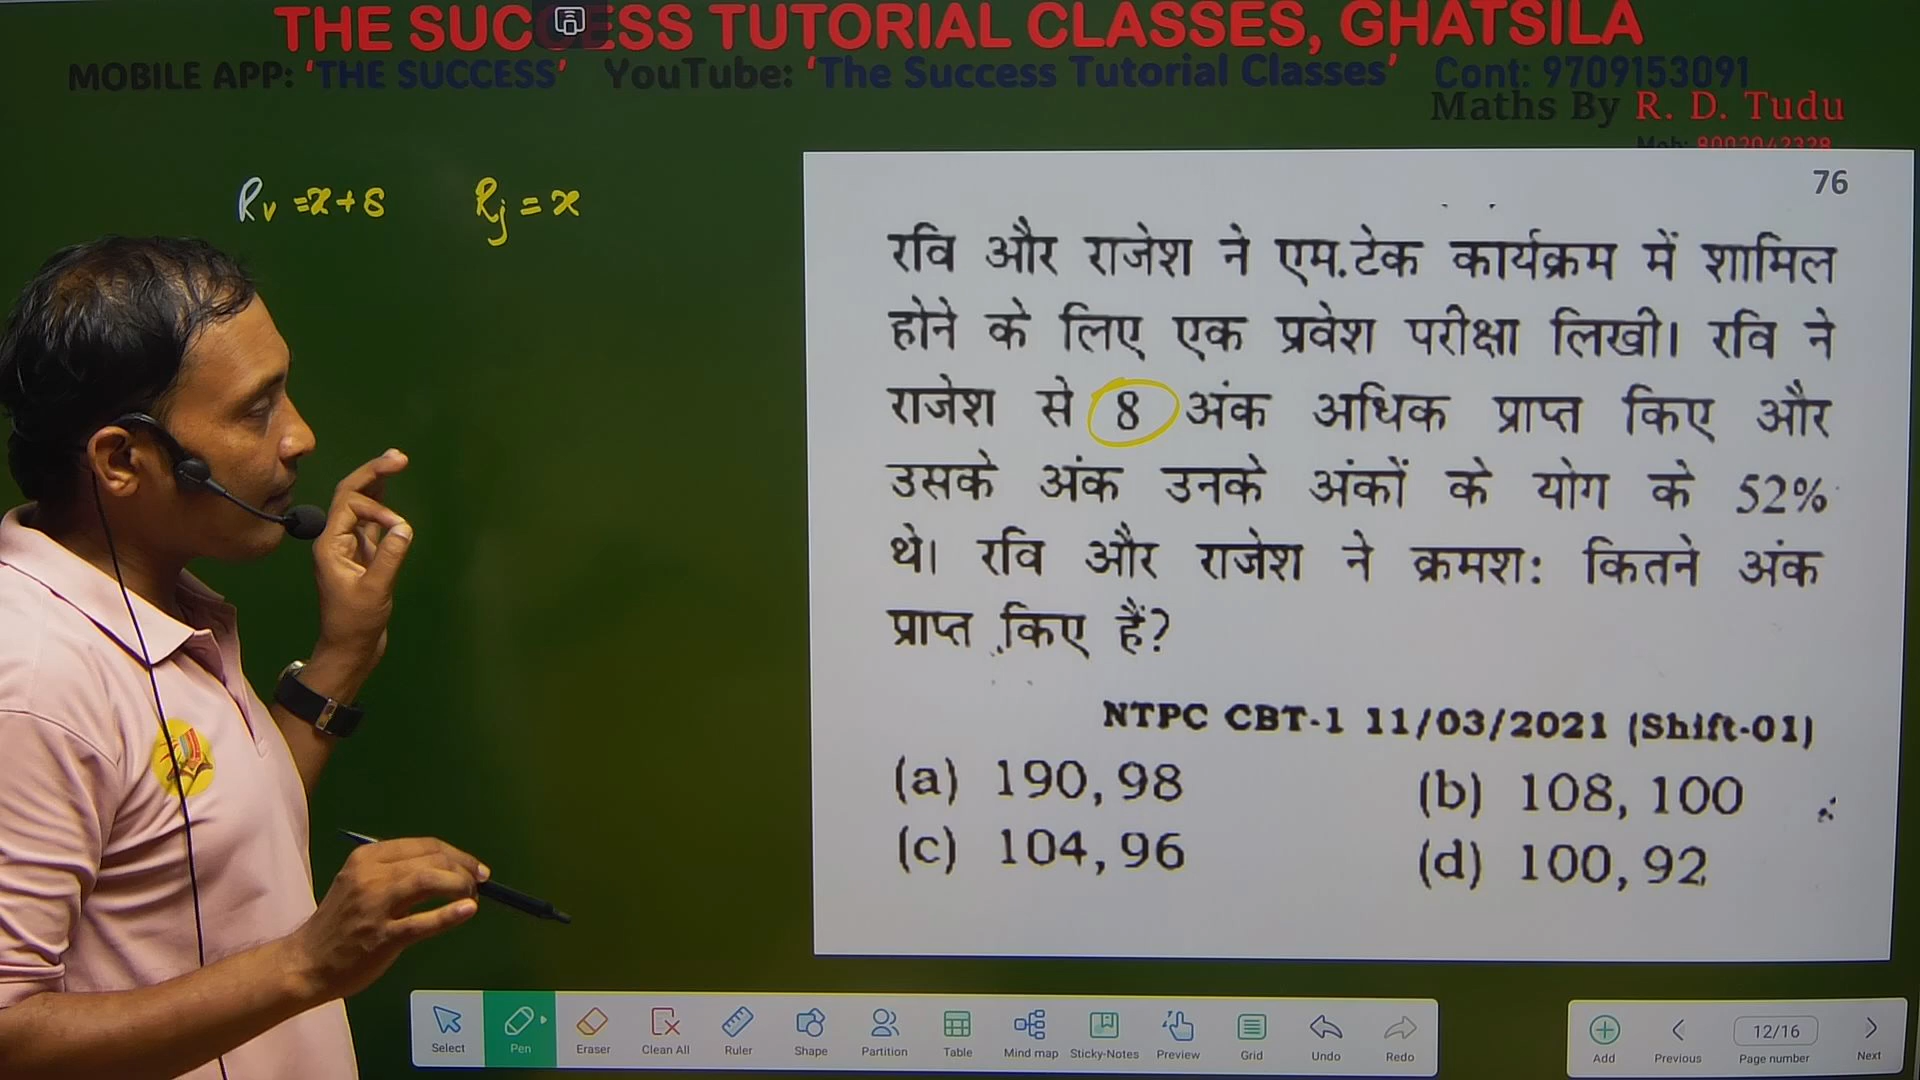 THE SUCCESS TUTORIAL CLASSES, GHATSILA
MOBILE APP: 'THE SUCCESS' YouTube: 'The Success Tutorial Classes' Cont: 9709153091
Maths By R. D. Tudu
Mob: 8002042329
Rv = x + 8 Rj = x
76
रवि और राजेश ने एम.टेक कार्यक्रम में शामिल
होने के लिए एक प्रवेश परीक्षा लिखी। रवि ने
राजेश से 8 अंक अधिक प्राप्त किए और
उसके अंक उनके अंकों के योग के 52%
थे। रवि और राजेश ने क्रमश: कितने अंक
प्राप्त किए हैं?
NTPC CBT-1 11/03/2021 (Shift-01)
(a) 190, 98 (b) 108, 100
(c) 104, 96 (d) 100, 92
Select Pen Eraser Clean All Ruler Shape Partition Table Mind map Sticky-Notes Preview Grid Undo Redo
Add Previous 12/16 Page number Next